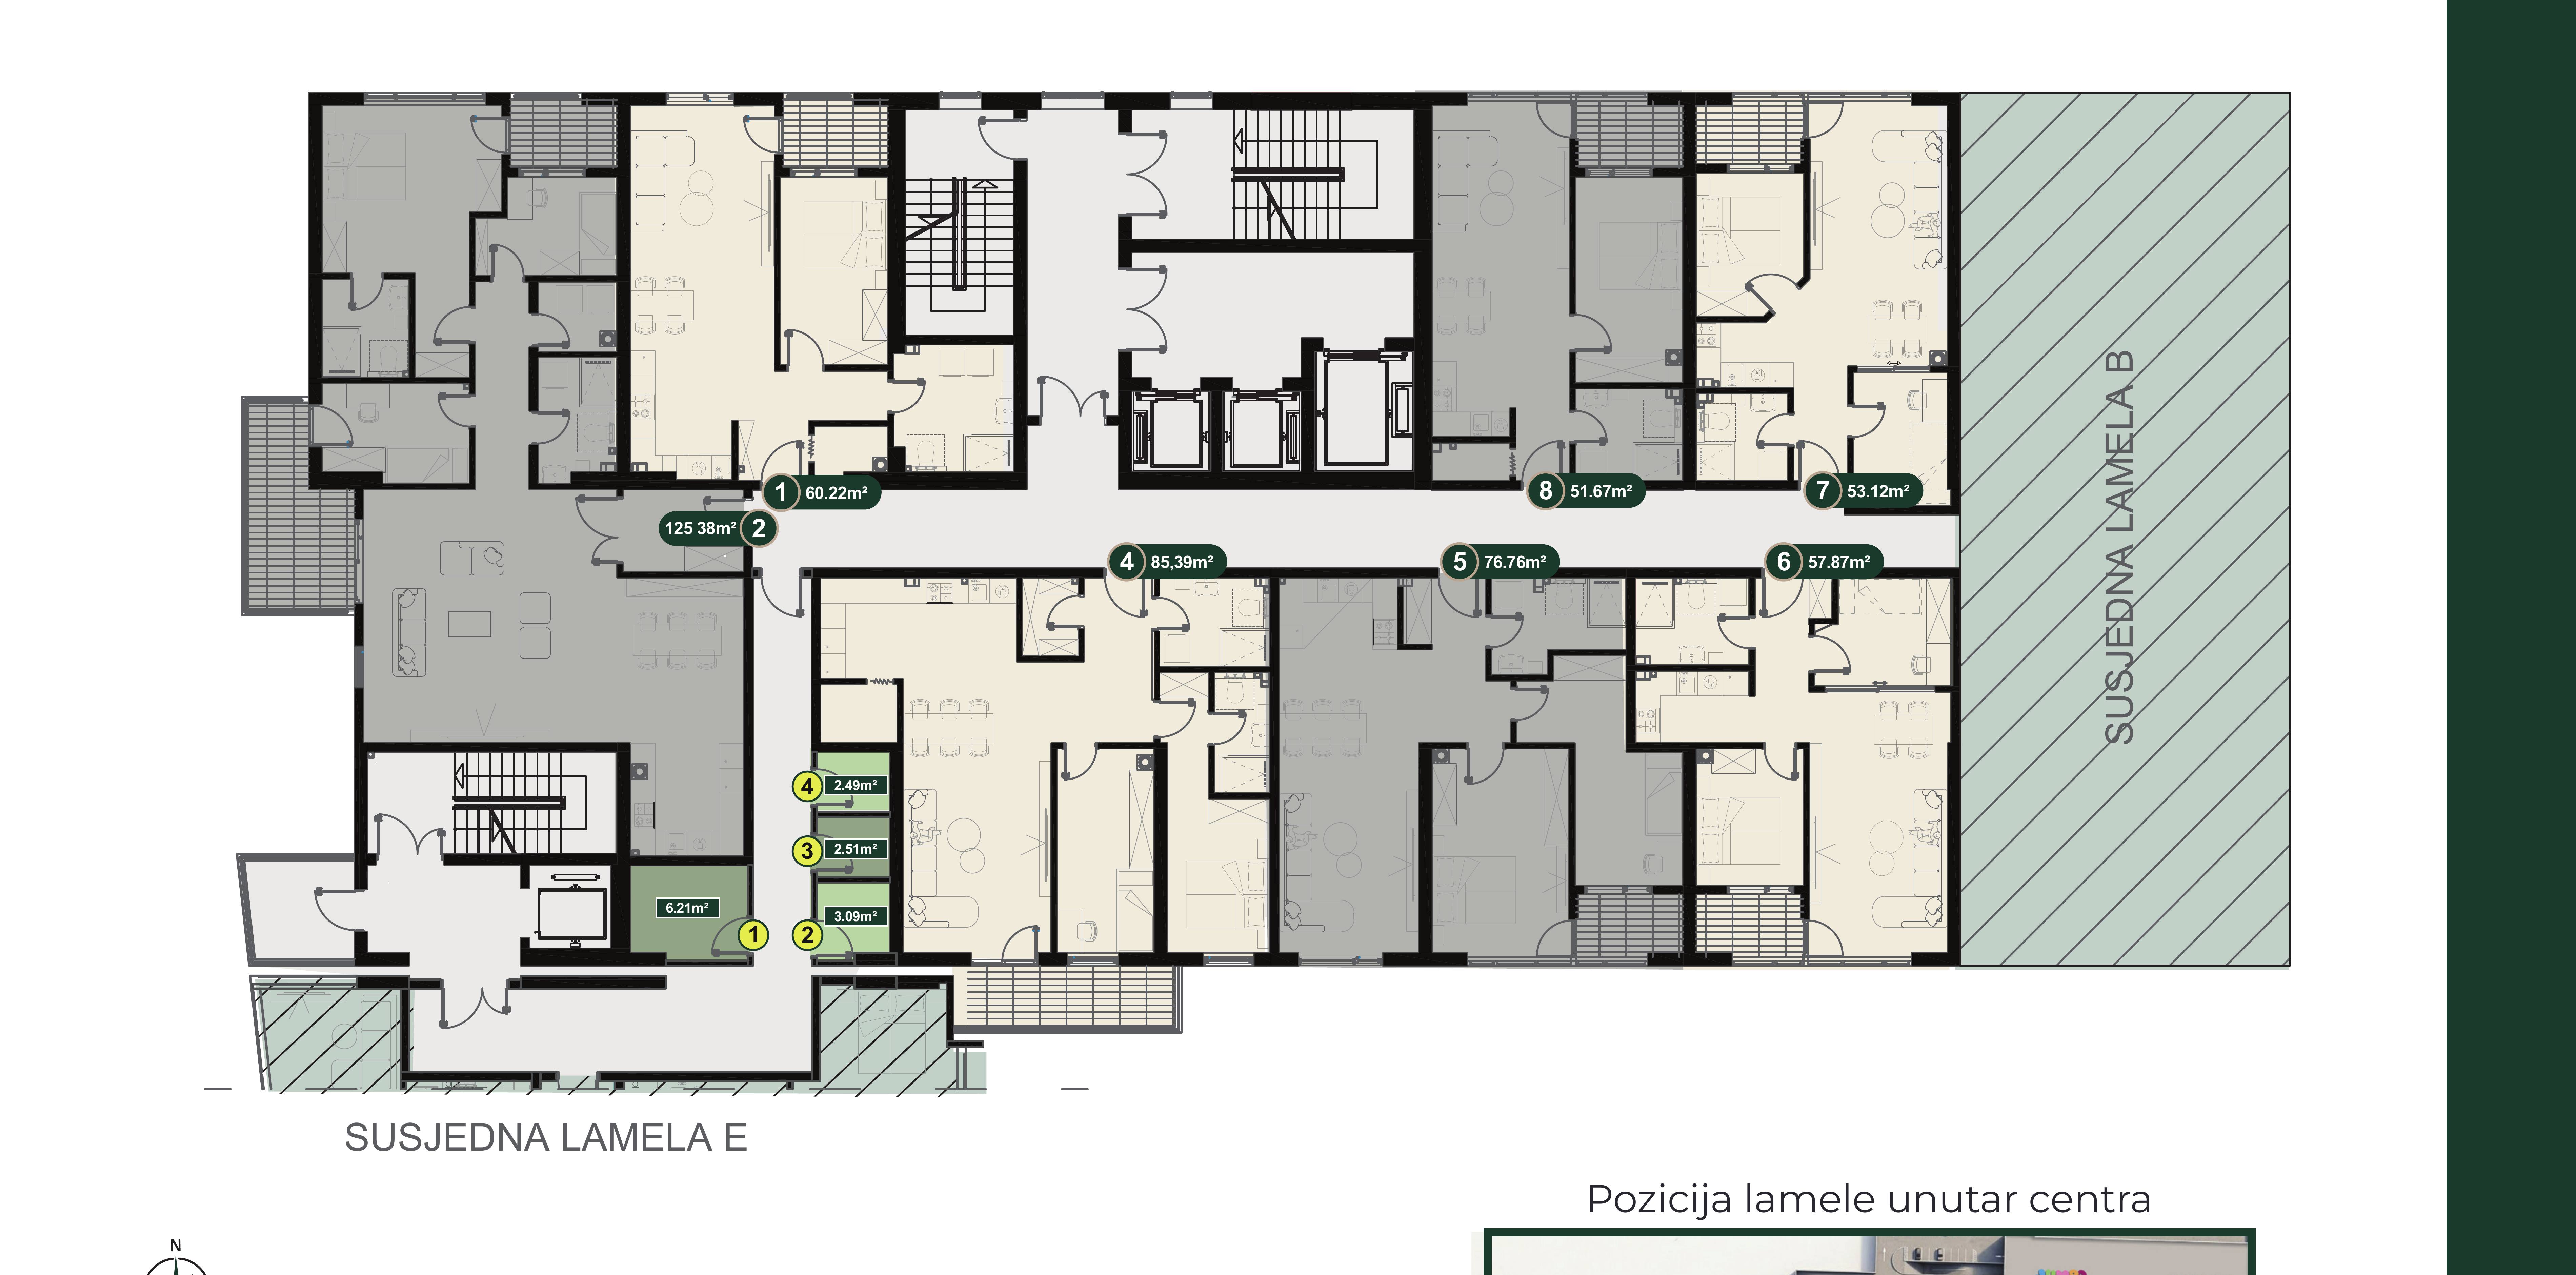 1 60.22m²
8 51.67m²
7 53.12m²
125 38m² 2
4 85,39m²
5 76.76m²
6 57.87m²
SUSJEDNA LAMELA B
4 2.49m²
3 2.51m²
6.21m² 1
2 3.09m²
SUSJEDNA LAMELA E
Pozicija lamele unutar centra
N